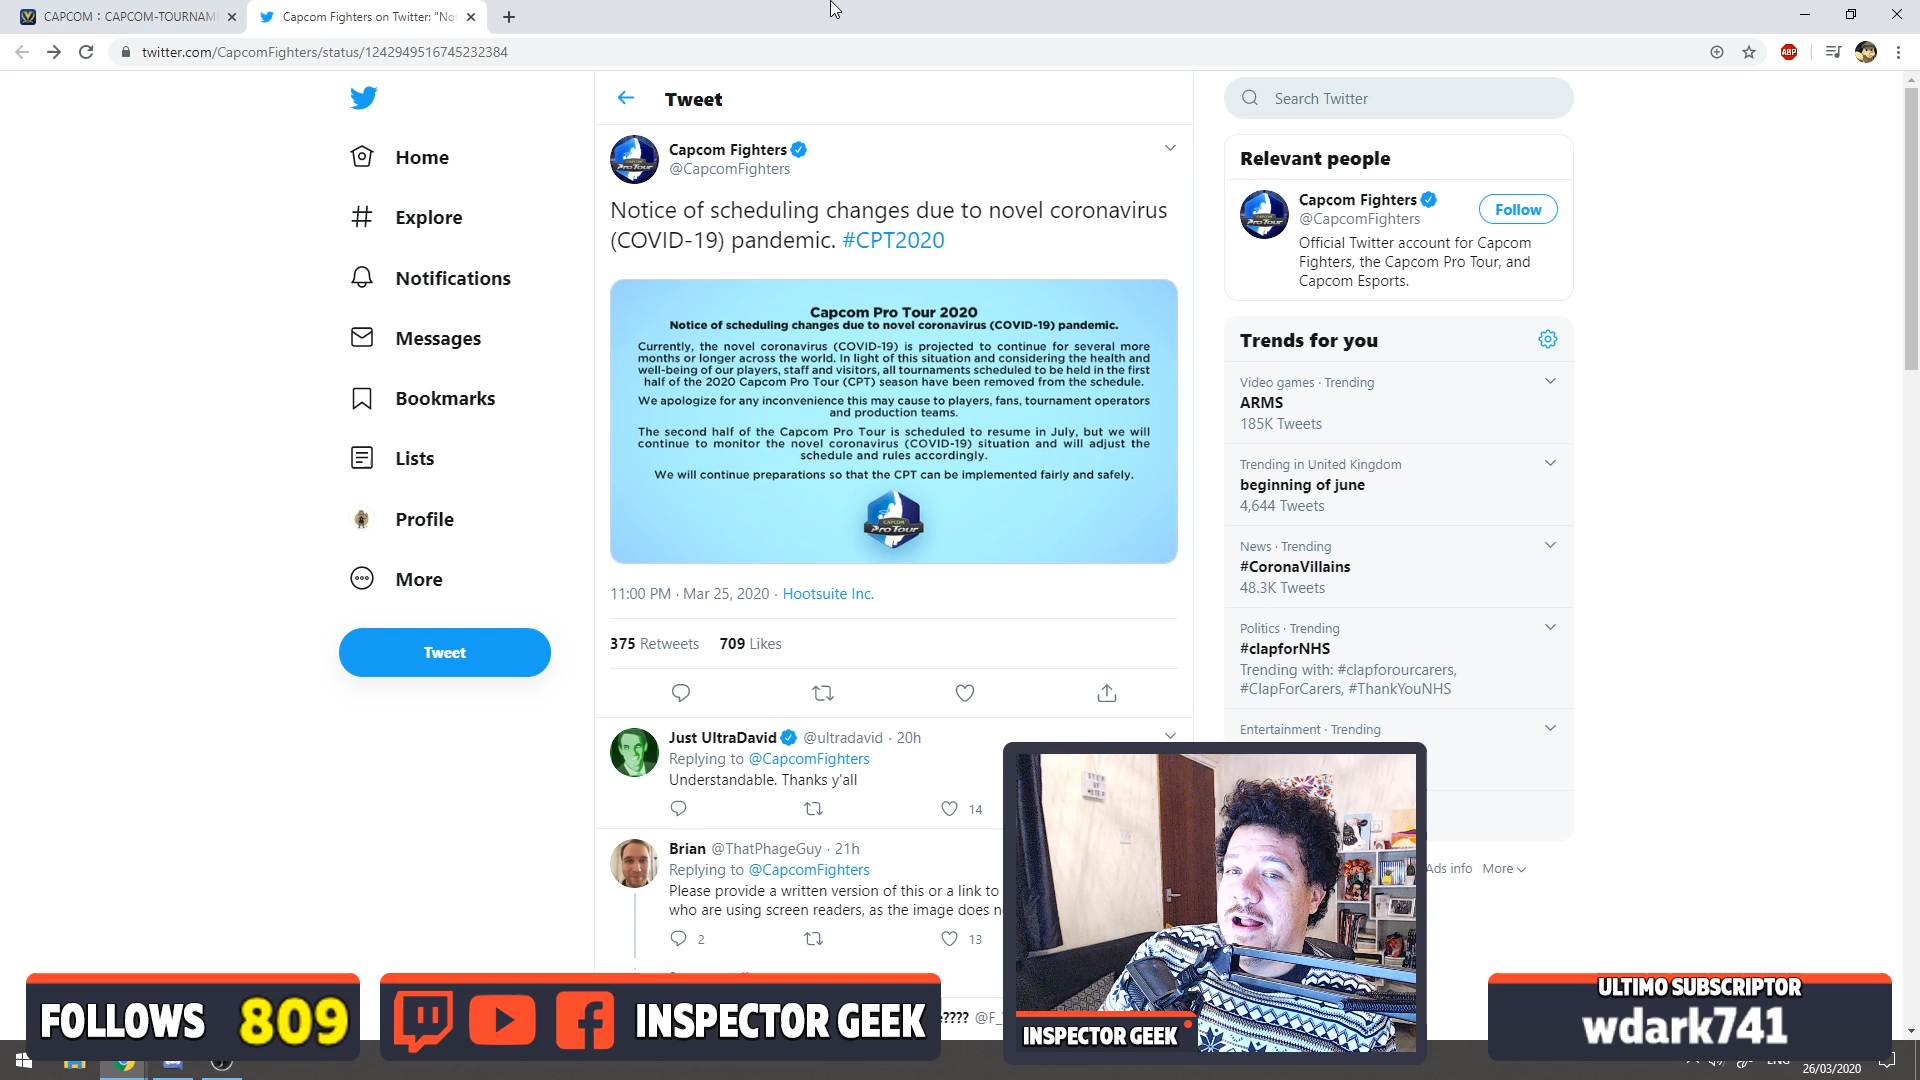 CAPCOM : CAPCOM-TOURNAM
Capcom Fighters on Twitter: "No
twitter.com/CapcomFighters/status/1242949516745232384
ABP
Home
Explore
Notifications
Messages
Bookmarks
Lists
Profile
More
Tweet
Tweet
Capcom Fighters
@CapcomFighters
Notice of scheduling changes due to novel coronavirus
(COVID-19) pandemic. #CPT2020
Capcom Pro Tour 2020
Notice of scheduling changes due to novel coronavirus (COVID-19) pandemic.
Currently, the novel coronavirus (COVID-19) is projected to continue for several more
months or longer across the world. In light of this situation and considering the health and
well-being of our players, staff and visitors, all tournaments scheduled to be held in the first
half of the 2020 Capcom Pro Tour (CPT) season have been removed from the schedule.
We apologize for any inconvenience this may cause to players, fans, tournament operators
and production teams.
The second half of the Capcom Pro Tour is scheduled to resume in July, but we will
continue to monitor the novel coronavirus (COVID-19) situation and will adjust the
schedule and rules accordingly.
We will continue preparations so that the CPT can be implemented fairly and safely.
CAPCOM
ProTour
11:00 PM · Mar 25, 2020 · Hootsuite Inc.
375 Retweets 709 Likes
Just UltraDavid @ultradavid · 20h
Replying to @CapcomFighters
Understandable. Thanks y'all
14
Brian @ThatPhageGuy · 21h
Replying to @CapcomFighters
Please provide a written version of this or a link to
who are using screen readers, as the image does n
2 13
???? @F_
Search Twitter
Relevant people
Capcom Fighters
@CapcomFighters
Follow
Official Twitter account for Capcom
Fighters, the Capcom Pro Tour, and
Capcom Esports.
Trends for you
Video games · Trending
ARMS
185K Tweets
Trending in United Kingdom
beginning of june
4,644 Tweets
News · Trending
#CoronaVillains
48.3K Tweets
Politics · Trending
#clapforNHS
Trending with: #clapforourcarers,
#ClapForCarers, #ThankYouNHS
Entertainment · Trending
Ads info More
INSPECTOR GEEK
FOLLOWS 809
INSPECTOR GEEK
ULTIMO SUBSCRIPTOR
wdark741
ENG
26/03/2020